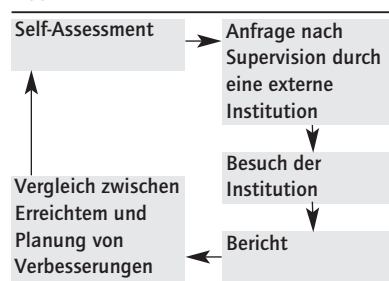 Self-Assessment
Anfrage nach
Supervision durch
eine externe
Institution
Besuch der
Institution
Bericht
Vergleich zwischen
Erreichtem und
Planung von
Verbesserungen